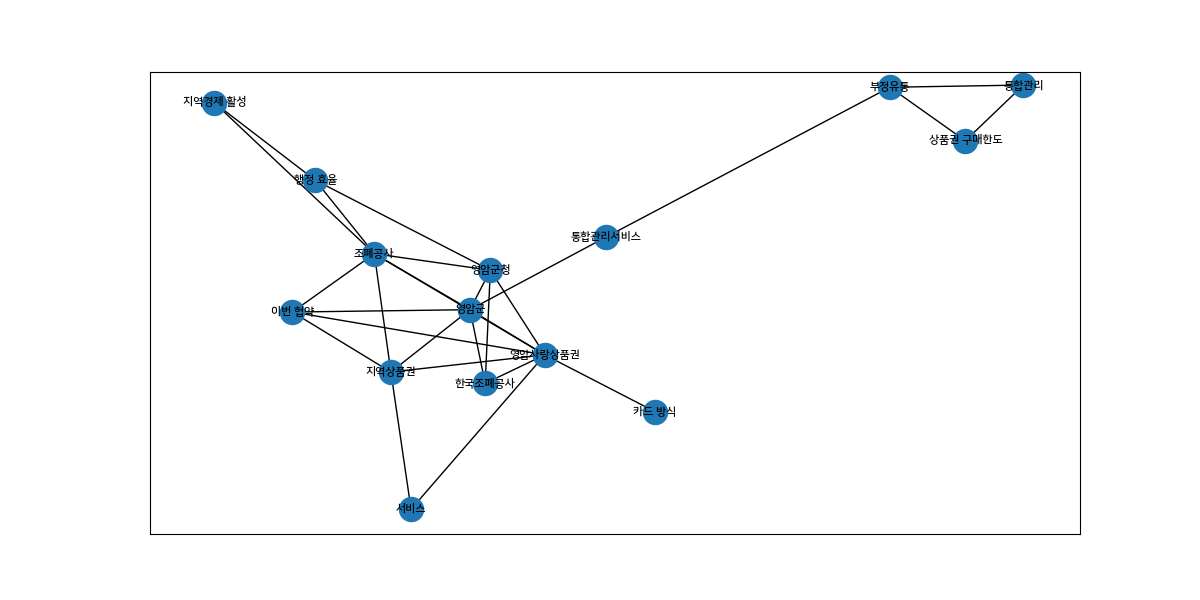 부정유통
통합관리
지역경제 활성
상품권 구매한도
행정 효율
통합관리서비스
조폐공사
영암군청
이번 협약
영암군
영암사랑상품권
지역상품권
한국조폐공사
카드 방식
서비스